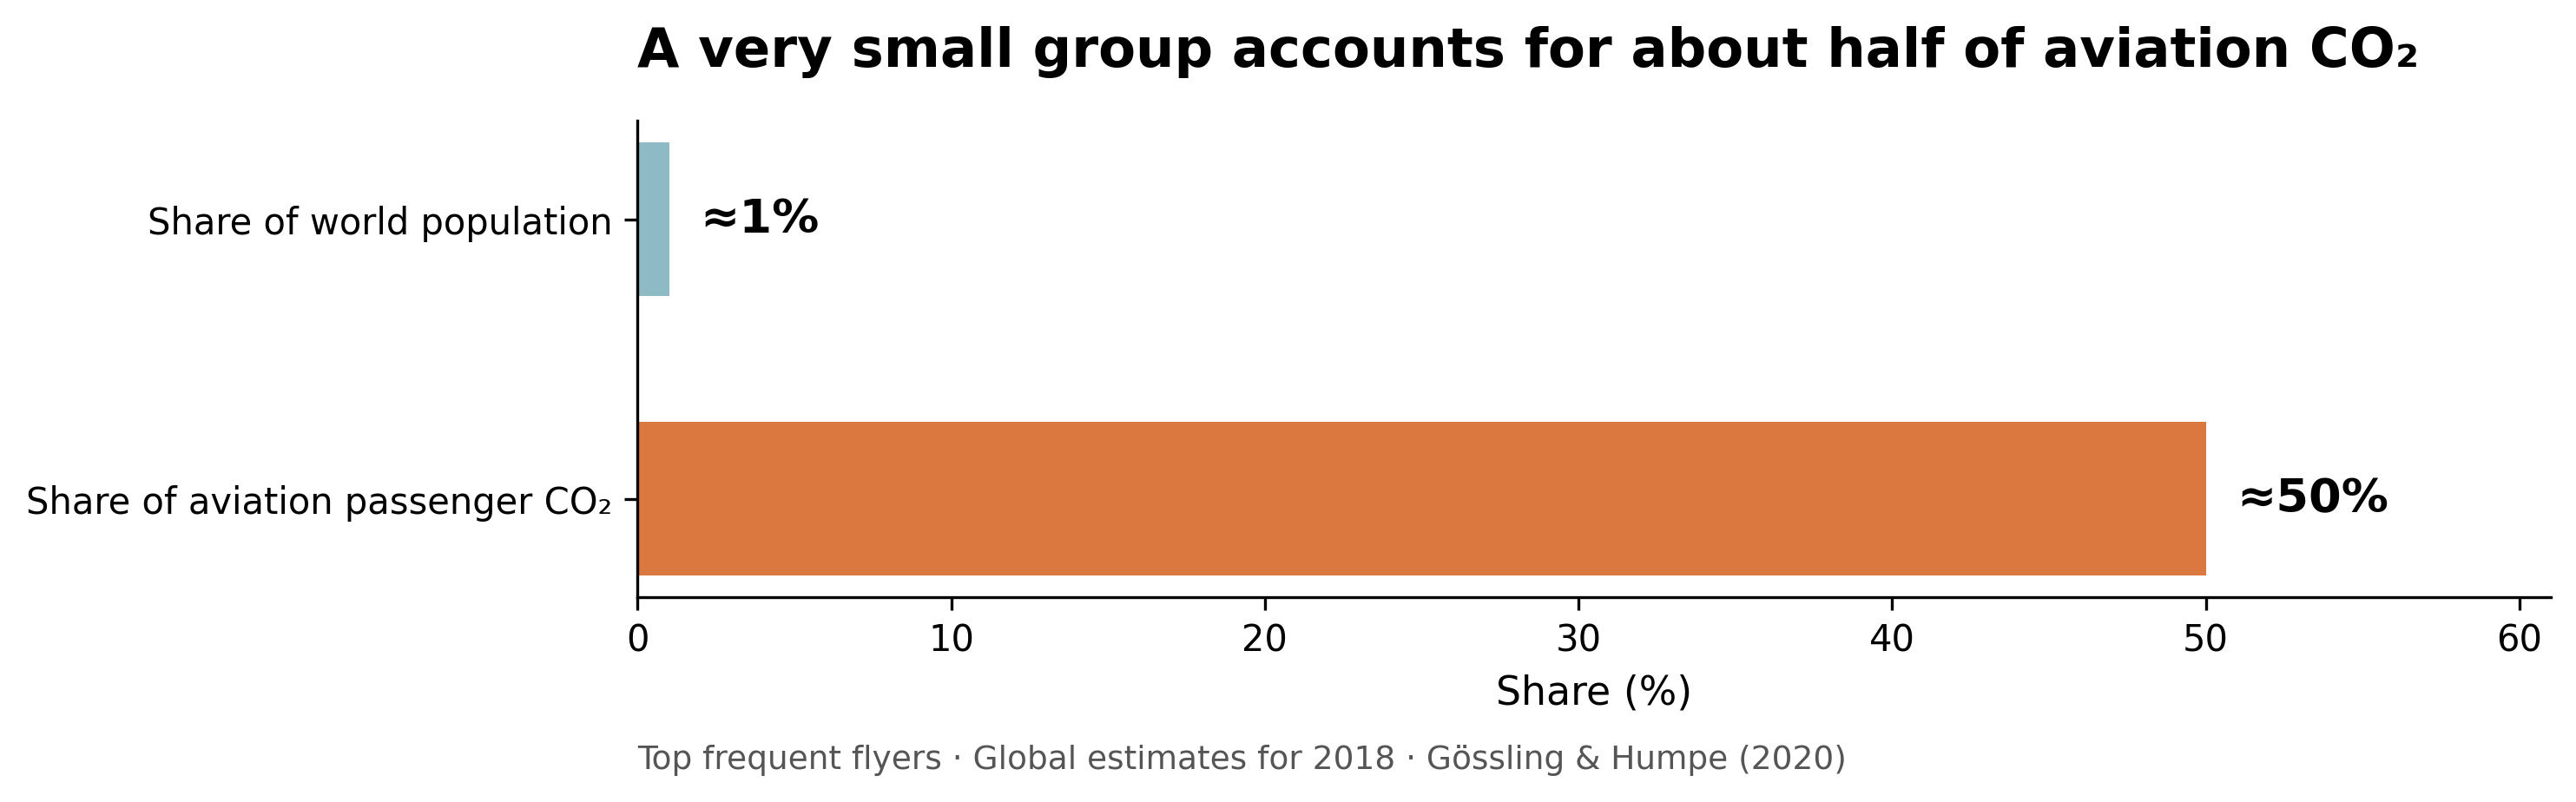 A very small group accounts for about half of aviation CO₂
Share of world population
≈1%
Share of aviation passenger CO₂
≈50%
0 10 20 30 40 50 60
Share (%)
Top frequent flyers · Global estimates for 2018 · Gössling & Humpe (2020)